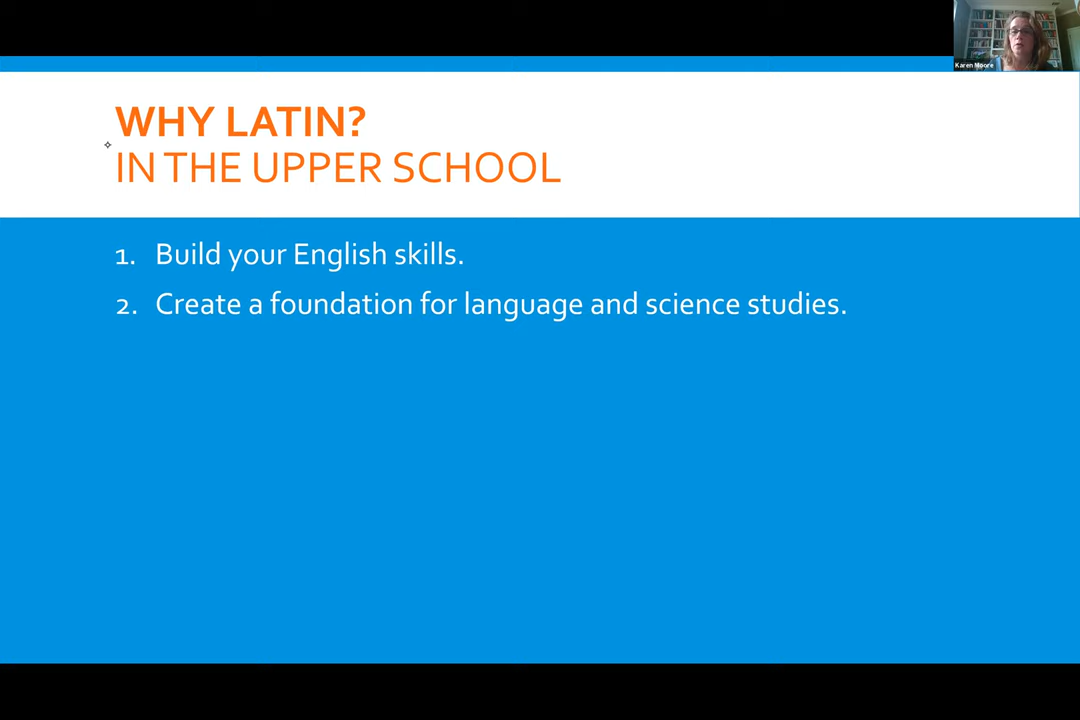 Karen Moore
WHY LATIN?
IN THE UPPER SCHOOL
1. Build your English skills.
2. Create a foundation for language and science studies.